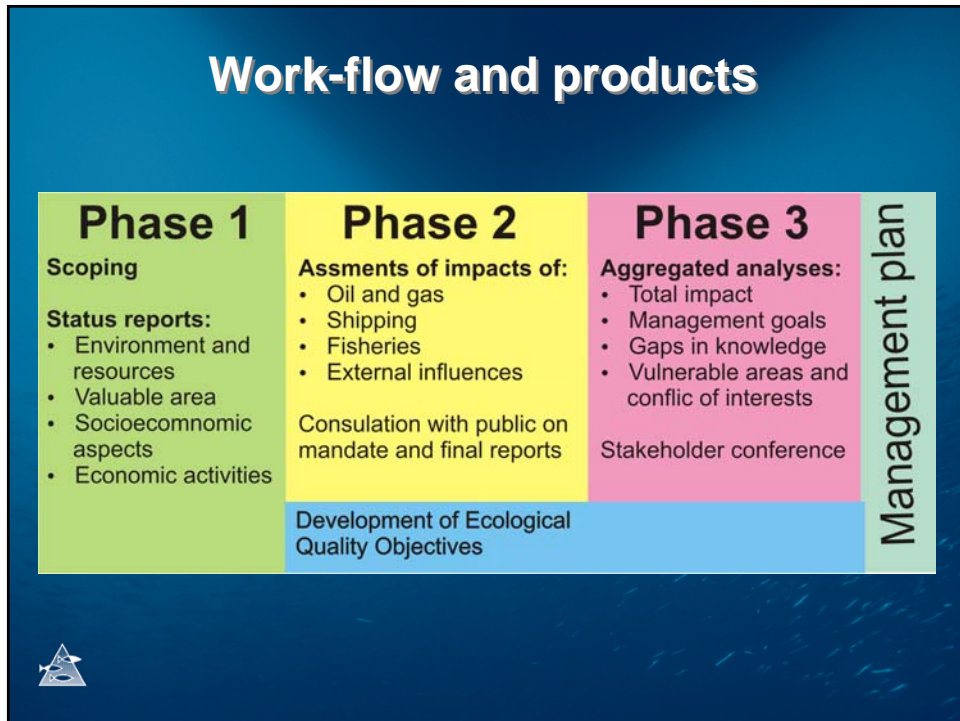 Work-flow and products
Phase 1
Scoping
Status reports:
• Environment and
resources
• Valuable area
• Socioecomnomic
aspects
• Economic activities
Phase 2
Assments of impacts of:
• Oil and gas
• Shipping
• Fisheries
• External influences
Consulation with public on
mandate and final reports
Phase 3
Aggregated analyses:
• Total impact
• Management goals
• Gaps in knowledge
• Vulnerable areas and
conflic of interests
Stakeholder conference
Development of Ecological
Quality Objectives
Management plan